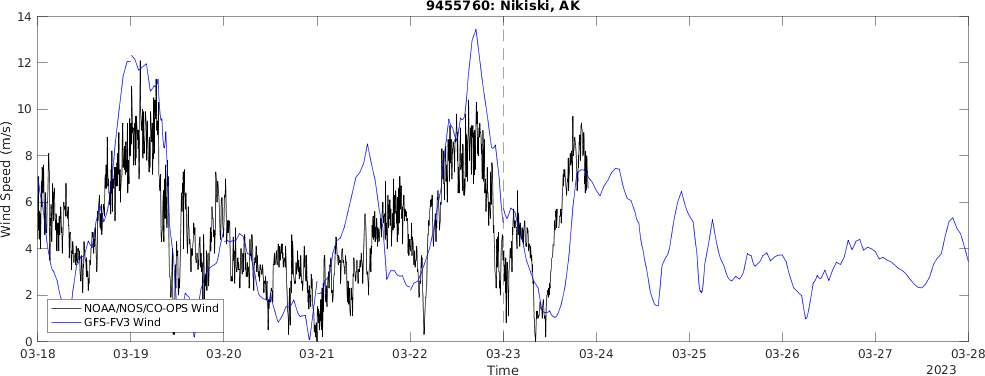 9455760: Nikiski, AK
Wind Speed (m/s)
14
12
10
8
6
4
2
0
NOAA/NOS/CO-OPS Wind
GFS-FV3 Wind
03-18 03-19 03-20 03-21 03-22 03-23 03-24 03-25 03-26 03-27 03-28
Time
2023